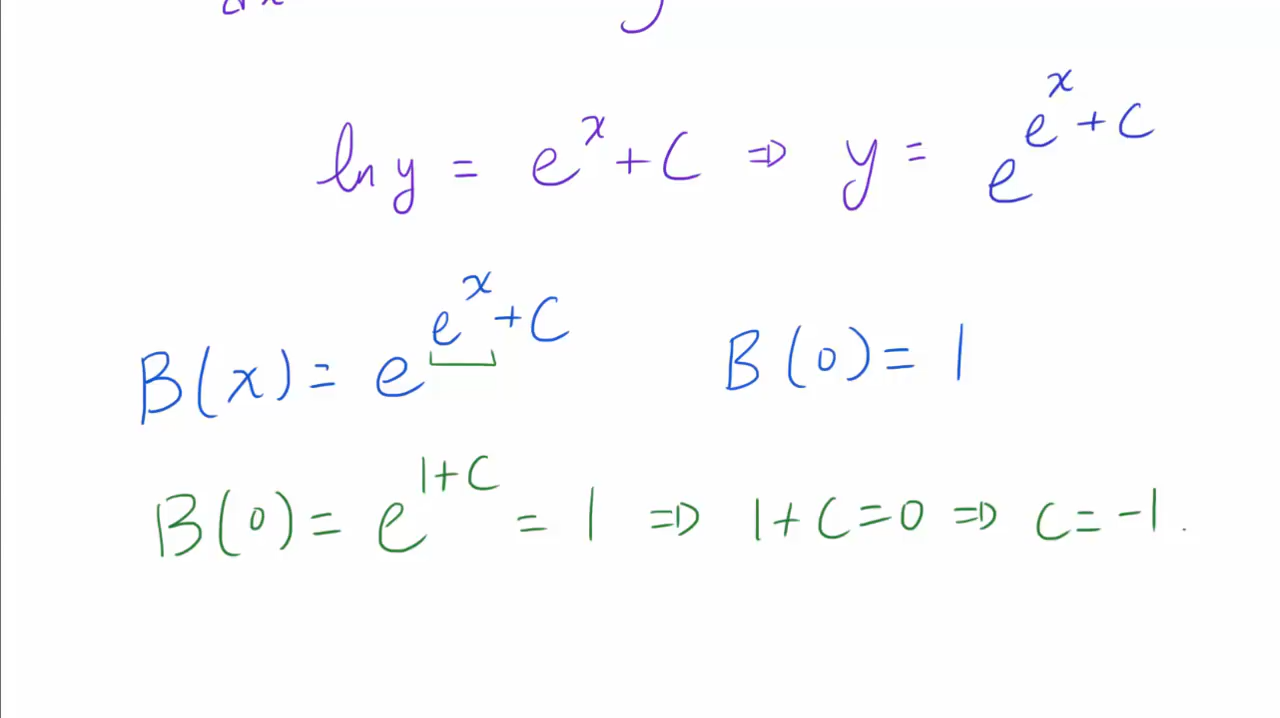 ln y = e^x + C ⇒ y = e^{e^x + C}
B(x) = e^{e^x + C} B(0) = 1
B(0) = e^{1+C} = 1 ⇒ 1 + C = 0 ⇒ C = -1.